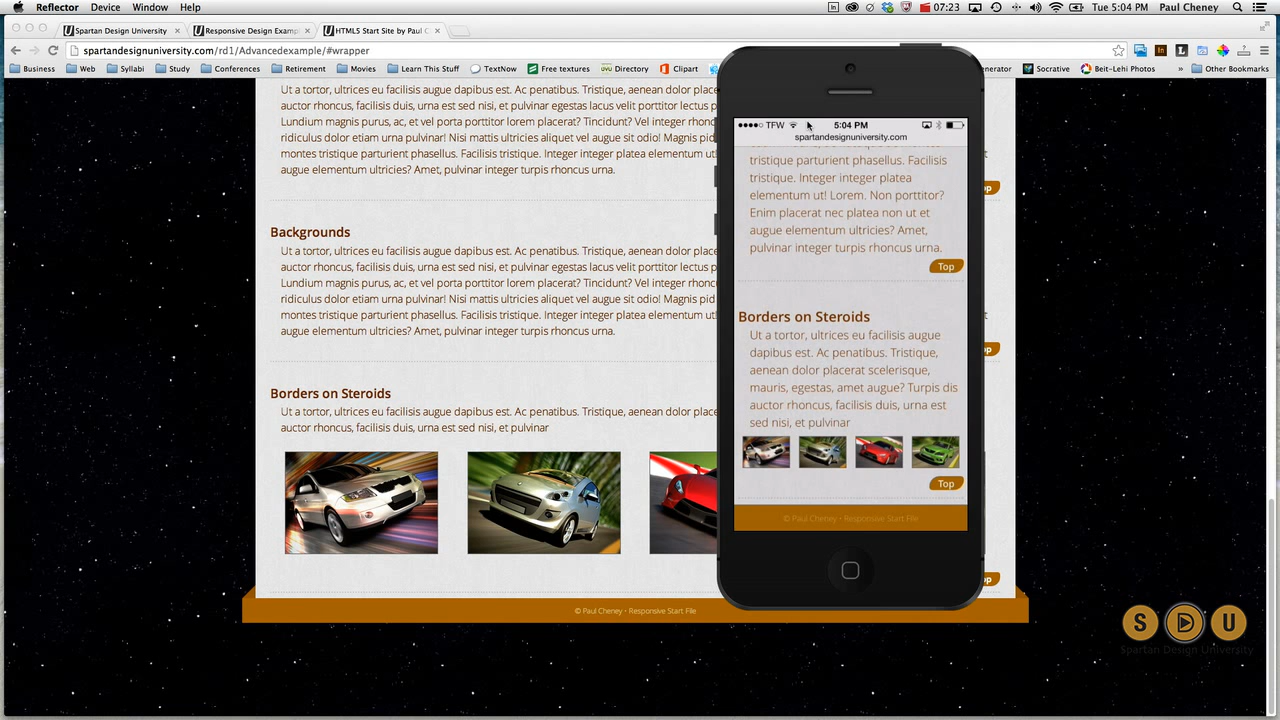 Reflector Device Window Help 07:23 Tue 5:04 PM Paul Cheney
Spartan Design University Responsive Design Examp HTML5 Start Site by Paul C
spartandesignuniversity.com/rd1/Advancedexample/#wrapper
Business Web Syllabi Study Conferences Retirement Movies Learn This Stuff TextNow Free textures Directory Clipart nerator Socrative Beit-Lehi Photos » Other Bookmarks
Ut a tortor, ultrices eu facilisis augue dapibus est. Ac penatibus. Tristique, aenean dolor place
auctor rhoncus, facilisis duis, urna est sed nisi, et pulvinar egestas lacus velit porttitor lectus p
Lundium magnis purus, ac, et vel porta porttitor lectus placerat? Tincidunt? Vel integer rhoncu
ridiculus dolor etiam urna pulvinar! Nisi mattis ultricies aliquet vel augue sit odio! Magnis pid
montes tristique parturient phasellus. Facilisis tristique. Integer integer platea elementum ut!
augue elementum ultricies? Amet, pulvinar integer turpis rhoncus urna.
op
Backgrounds
Ut a tortor, ultrices eu facilisis augue dapibus est. Ac penatibus. Tristique, aenean dolor place
auctor rhoncus, facilisis duis, urna est sed nisi, et pulvinar egestas lacus velit porttitor lectus p
Lundium magnis purus, ac, et vel porta porttitor lectus placerat? Tincidunt? Vel integer rhoncu
ridiculus dolor etiam urna pulvinar! Nisi mattis ultricies aliquet vel augue sit odio! Magnis pid
montes tristique parturient phasellus. Facilisis tristique. Integer integer platea elementum ut!
augue elementum ultricies? Amet, pulvinar integer turpis rhoncus urna.
op
Borders on Steroids
Ut a tortor, ultrices eu facilisis augue dapibus est. Ac penatibus. Tristique, aenean dolor place
auctor rhoncus, facilisis duis, urna est sed nisi, et pulvinar
op
© Paul Cheney • Responsive Start File
TFW 5:04 PM
spartandesignuniversity.com
tristique parturient phasellus. Facilisis
tristique. Integer integer platea
elementum ut! Lorem. Non porttitor?
Enim placerat nec platea non ut et
augue elementum ultricies? Amet,
pulvinar integer turpis rhoncus urna.
Top
Borders on Steroids
Ut a tortor, ultrices eu facilisis augue
dapibus est. Ac penatibus. Tristique,
aenean dolor placerat scelerisque,
mauris, egestas, amet augue? Turpis dis
auctor rhoncus, facilisis duis, urna est
sed nisi, et pulvinar
Top
© Paul Cheney • Responsive Start File
S D U
Spartan Design University